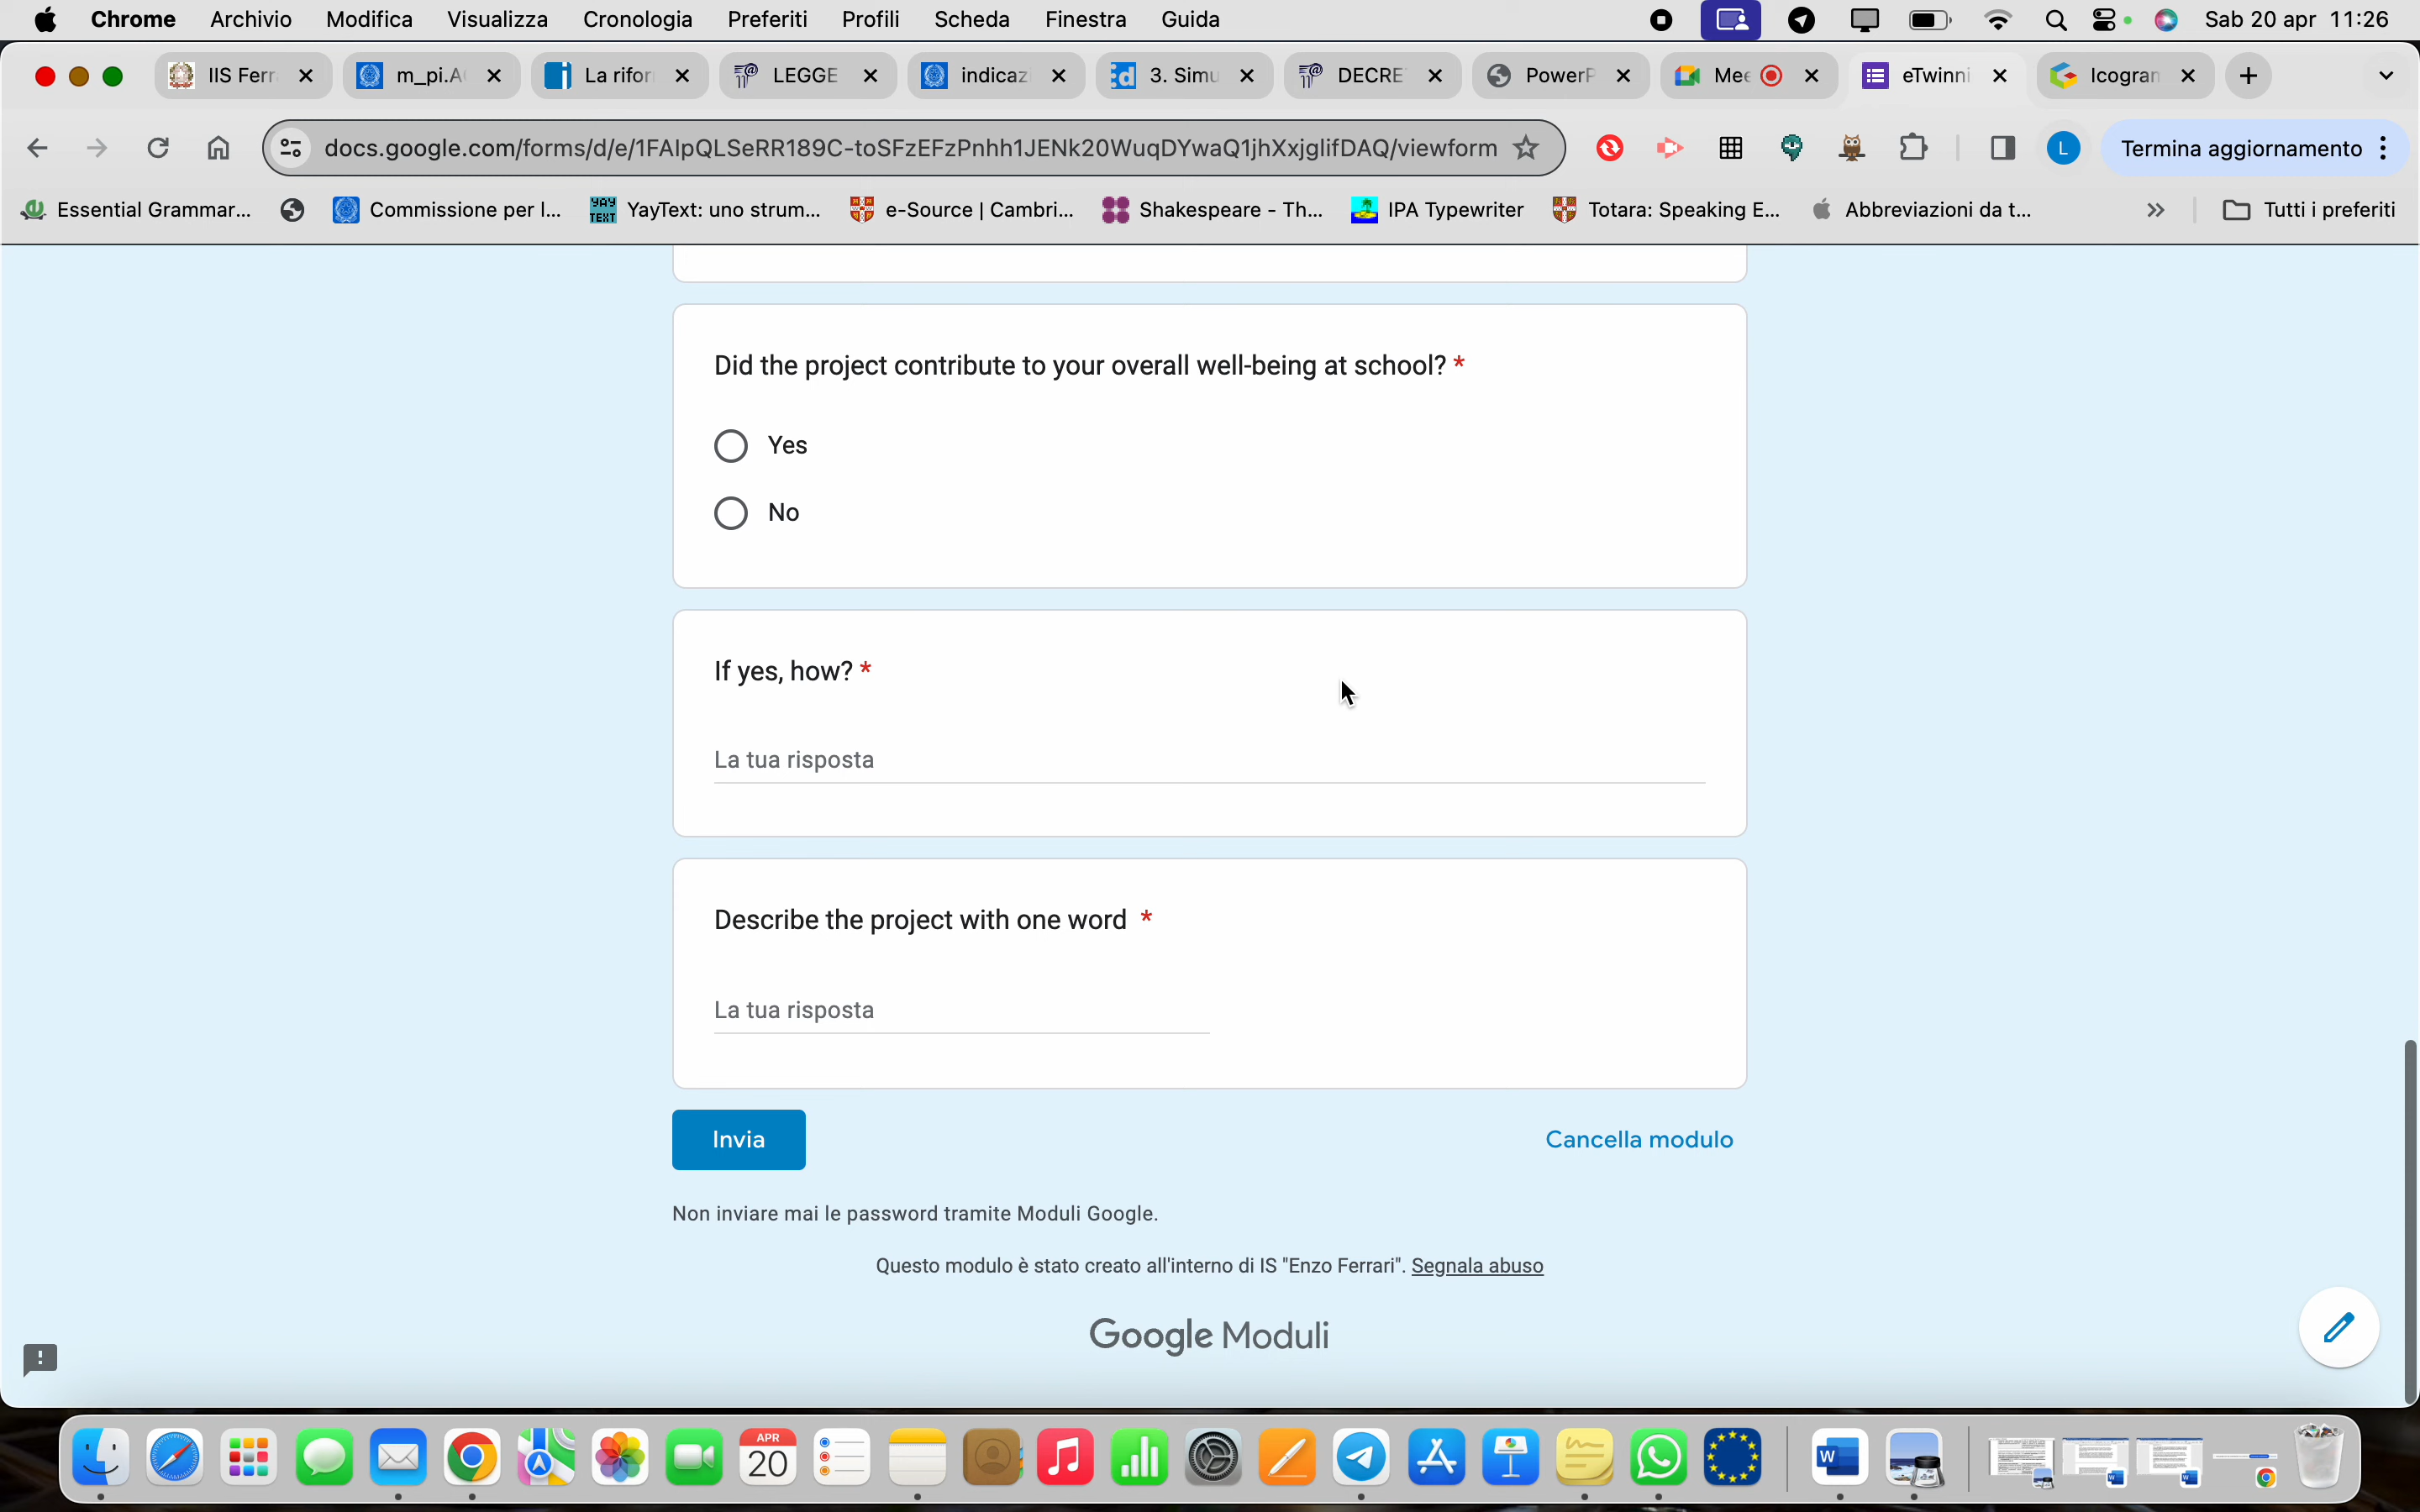 Chrome Archivio Modifica Visualizza Cronologia Preferiti Profili Scheda Finestra Guida Sab 20 apr 11:26
IIS Ferr m_pi.A La rifor LEGGE indicaz 3. Simu DECRE PowerP Mee eTwinni Icogran
docs.google.com/forms/d/e/1FAIpQLSeRR189C-toSFzEFzPnhh1JENk20WuqDYwaQ1jhXxjglifDAQ/viewform L Termina aggiornamento
Essential Grammar... Commissione per l... YAY TEXT YayText: uno strum... e-Source | Cambri... Shakespeare - Th... IPA Typewriter Totara: Speaking E... Abbreviazioni da t... » Tutti i preferiti
Did the project contribute to your overall well-being at school? *
Yes
No
If yes, how? *
La tua risposta
Describe the project with one word *
La tua risposta
Invia Cancella modulo
Non inviare mai le password tramite Moduli Google.
Questo modulo è stato creato all'interno di IS "Enzo Ferrari". Segnala abuso
Google Moduli
APR
20
W